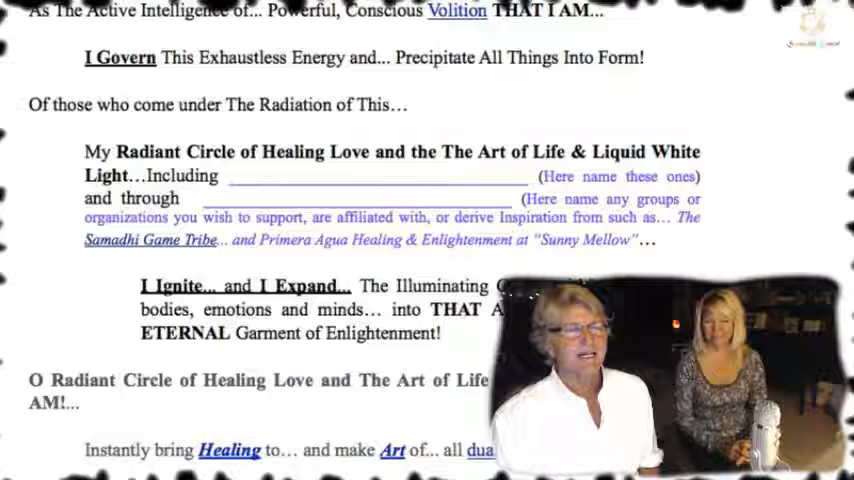 As The Active Intelligence of... Powerful, Conscious Volition THAT I AM...
I Govern This Exhaustless Energy and... Precipitate All Things Into Form!
Of those who come under The Radiation of This…
My Radiant Circle of Healing Love and the The Art of Life & Liquid White
Light…Including ______________________________ (Here name these ones)
and through ______________________________ (Here name any groups or
organizations you wish to support, are affiliated with, or derive Inspiration from such as… The
Samadhi Game Tribe... and Primera Agua Healing & Enlightenment at "Sunny Mellow"…
I Ignite... and I Expand... The Illuminating
bodies, emotions and minds… into THAT
ETERNAL Garment of Enlightenment!
O Radiant Circle of Healing Love and The Art of Life
AM!...
Instantly bring Healing to… and make Art of... all